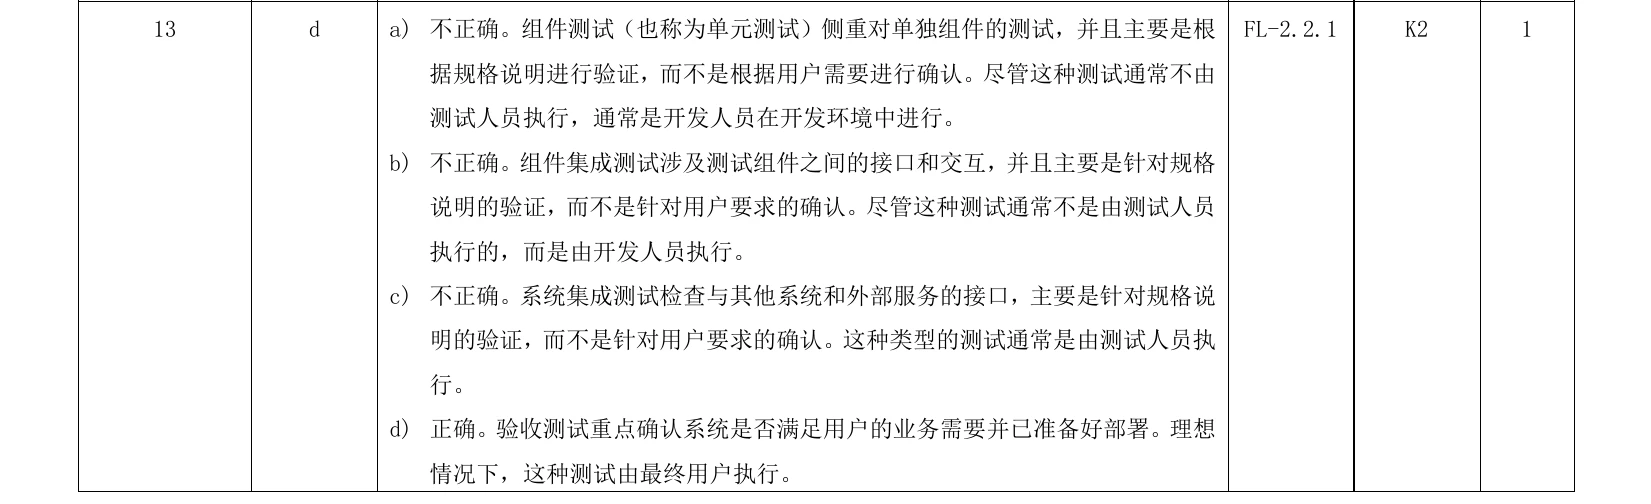 13 d a) 不正确。组件测试（也称为单元测试）侧重对单独组件的测试，并且主要是根 FL-2.2.1 K2 1
据规格说明进行验证，而不是根据用户需要进行确认。尽管这种测试通常不由
测试人员执行，通常是开发人员在开发环境中进行。
b) 不正确。组件集成测试涉及测试组件之间的接口和交互，并且主要是针对规格
说明的验证，而不是针对用户要求的确认。尽管这种测试通常不是由测试人员
执行的，而是由开发人员执行。
c) 不正确。系统集成测试检查与其他系统和外部服务的接口，主要是针对规格说
明的验证，而不是针对用户要求的确认。这种类型的测试通常是由测试人员执
行。
d) 正确。验收测试重点确认系统是否满足用户的业务需要并已准备好部署。理想
情况下，这种测试由最终用户执行。